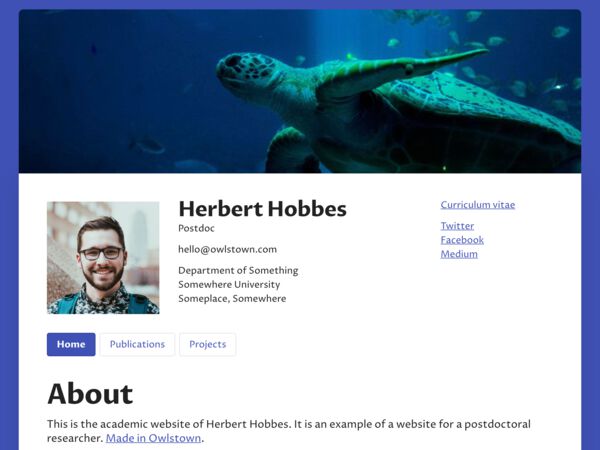 Herbert Hobbes
Postdoc
hello@owlstown.com
Department of Something
Somewhere University
Someplace, Somewhere
Curriculum vitae
Twitter
Facebook
Medium
Home
Publications
Projects
About
This is the academic website of Herbert Hobbes. It is an example of a website for a postdoctoral
researcher. Made in Owlstown.